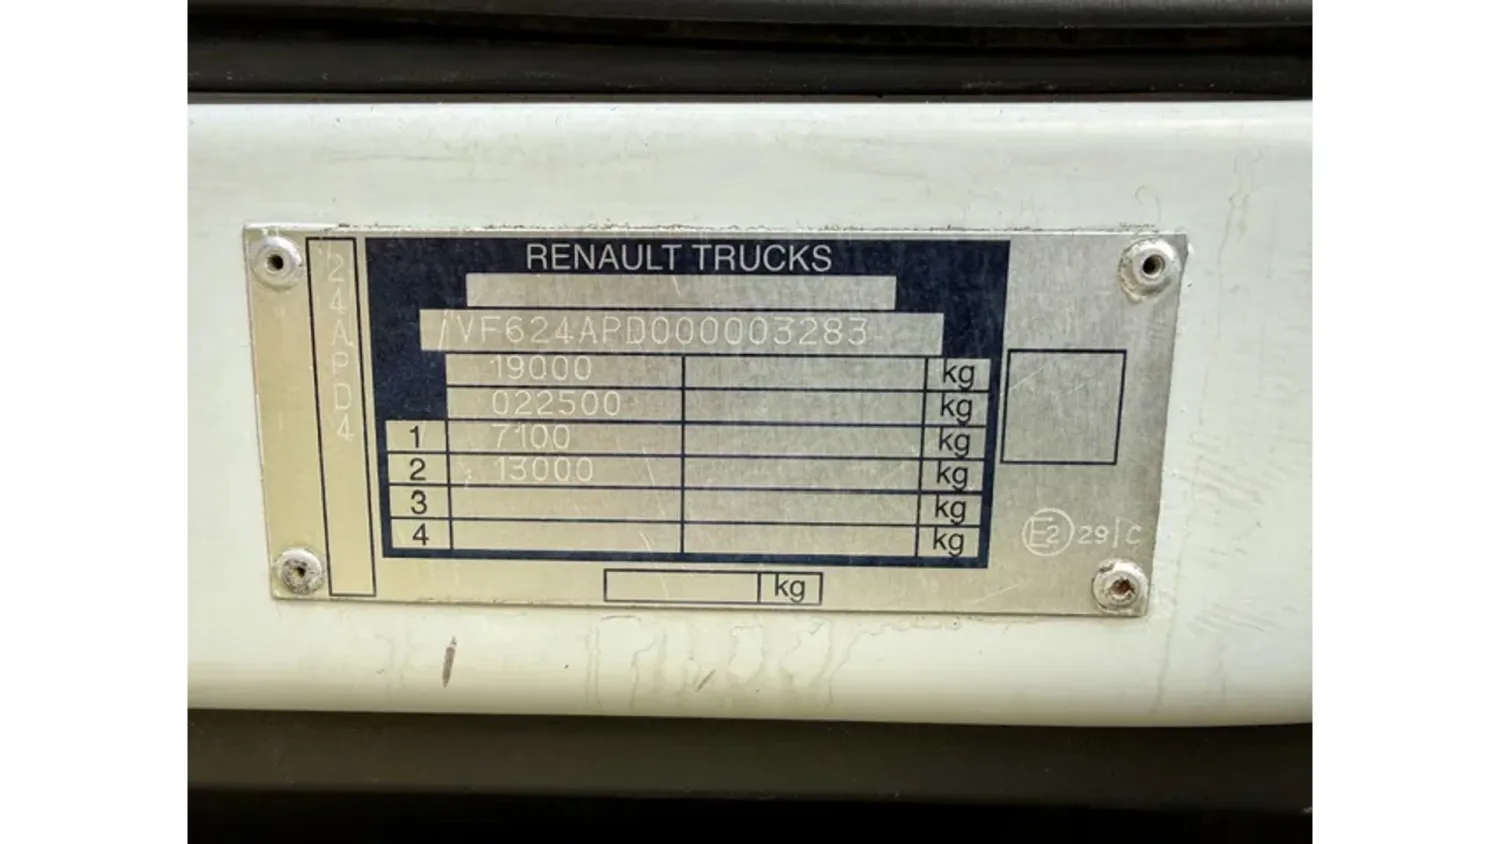 RENAULT TRUCKS
VF624APD000003283
19000 kg
022500 kg
1 7100 kg
2 13000 kg
3 kg
4 kg
kg
24APD4
E2 29 | C